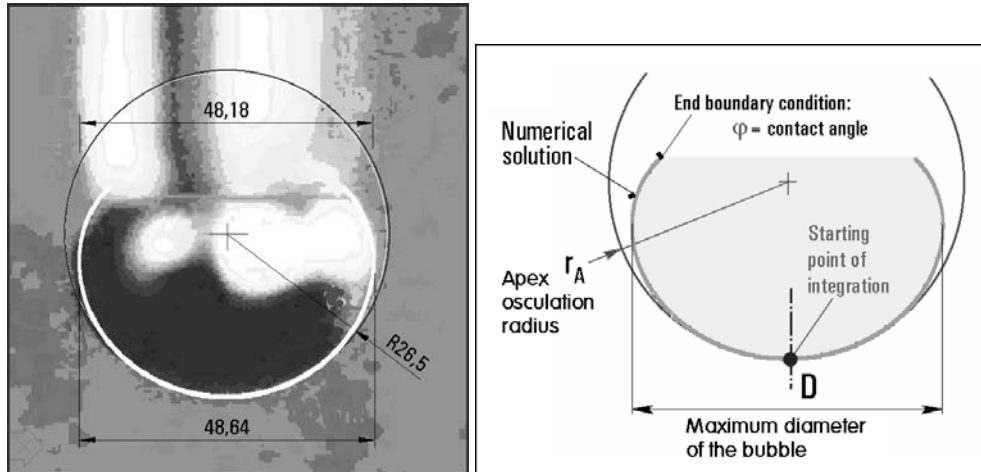 48,18
R26,5
48,64
End boundary condition:
φ = contact angle
Numerical
solution
Starting
point of
integration
rA
Apex
osculation
radius
D
Maximum diameter
of the bubble